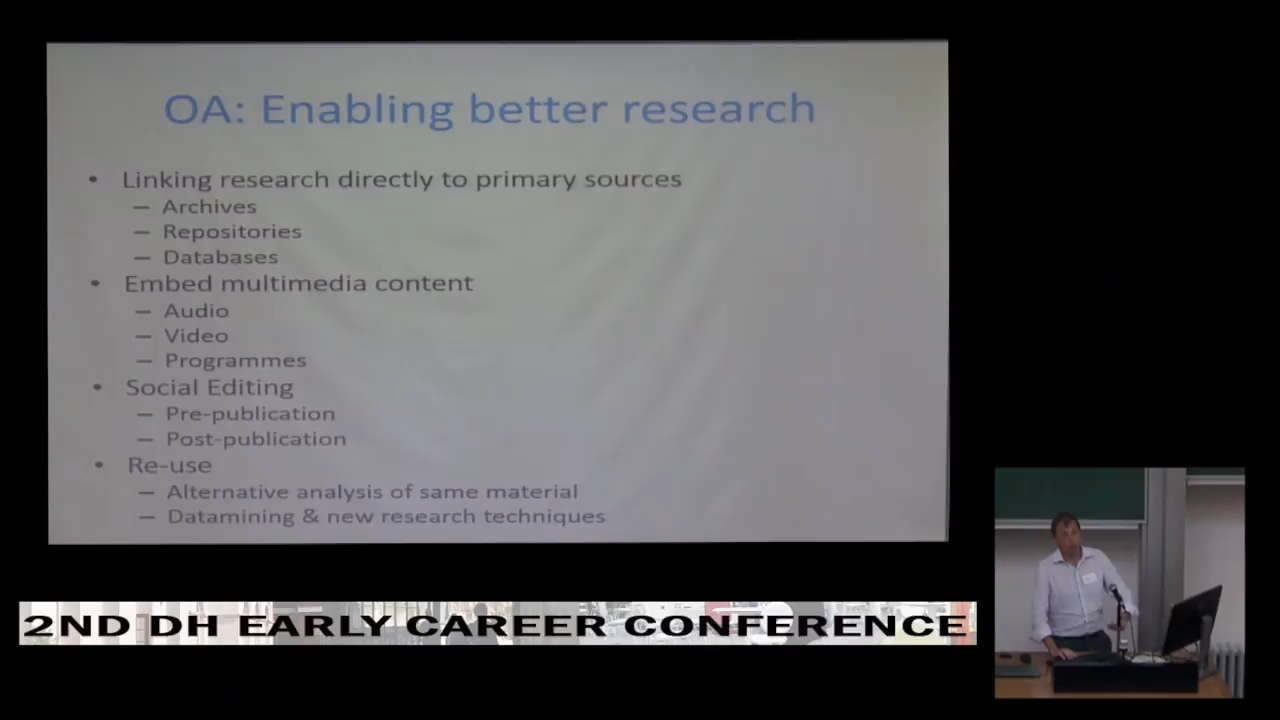 OA: Enabling better research
• Linking research directly to primary sources
– Archives
– Repositories
– Databases
• Embed multimedia content
– Audio
– Video
– Programmes
• Social Editing
– Pre-publication
– Post-publication
• Re-use
– Alternative analysis of same material
– Datamining & new research techniques
2ND DH EARLY CAREER CONFERENCE